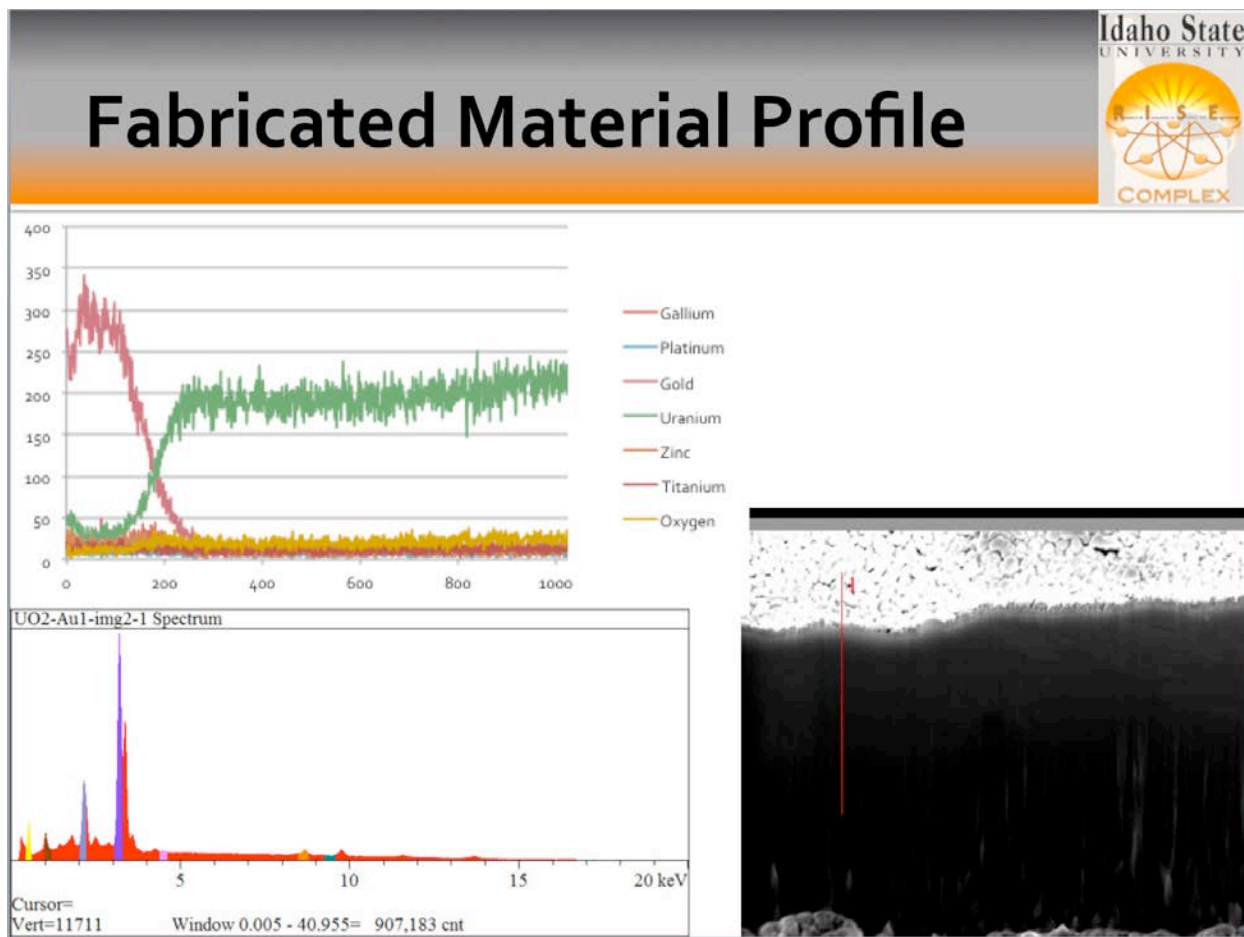 Fabricated Material Profile
Idaho State
UNIVERSITY
R I S E
COMPLEX
400
350
300
250
200
150
100
50
0
0 200 400 600 800 1000
Gallium
Platinum
Gold
Uranium
Zinc
Titanium
Oxygen
UO2-Au1-img2-1 Spectrum
5 10 15 20 keV
Cursor=
Vert=11711 Window 0.005 - 40.955= 907,183 cnt